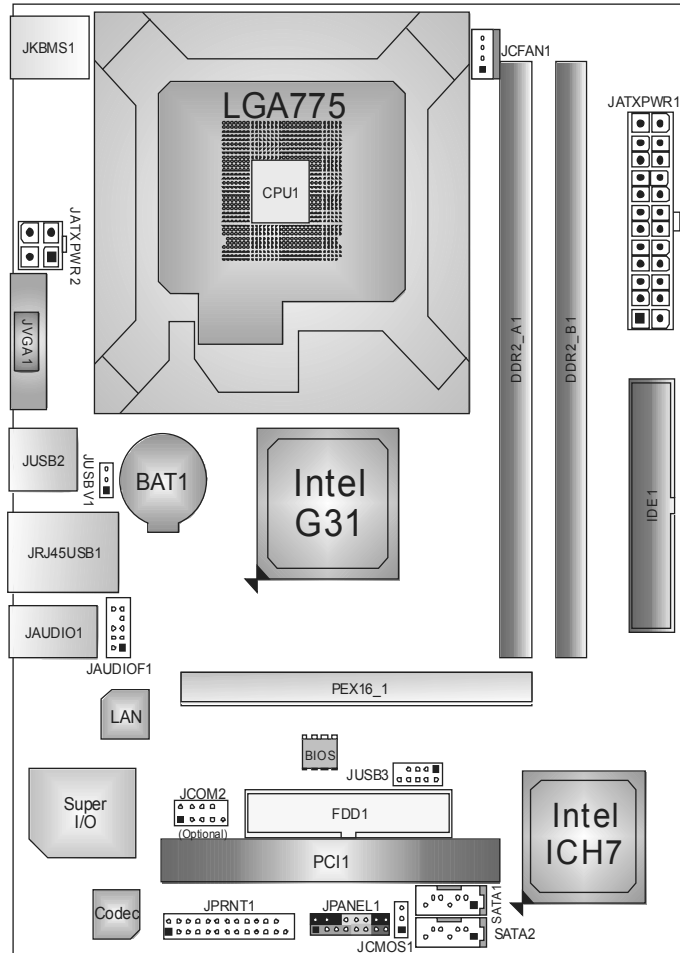 JKBMS1
JCFAN1
LGA775
JATXPWR1
CPU1
JATXPWR2
JVGA1
DDR2_A1
DDR2_B1
JUSB2
JUSBV1
BAT1
Intel
G31
IDE1
JRJ45USB1
JAUDIO1
JAUDIOF1
PEX16_1
LAN
BIOS
JUSB3
Super
I/O
JCOM2
(Optional)
FDD1
Intel
ICH7
PCI1
SATA1
Codec
JPRNT1
JPANEL1
JCMOS1
SATA2